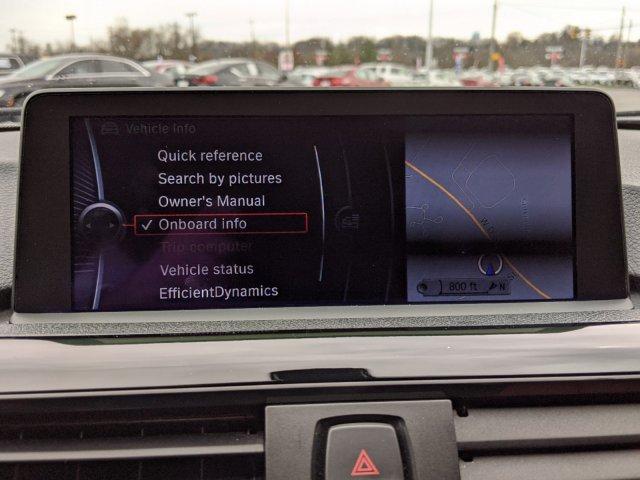 Vehicle info
Quick reference
Search by pictures
Owner's Manual
✓ Onboard info
Trip computer
Vehicle status
EfficientDynamics
800 ft
N